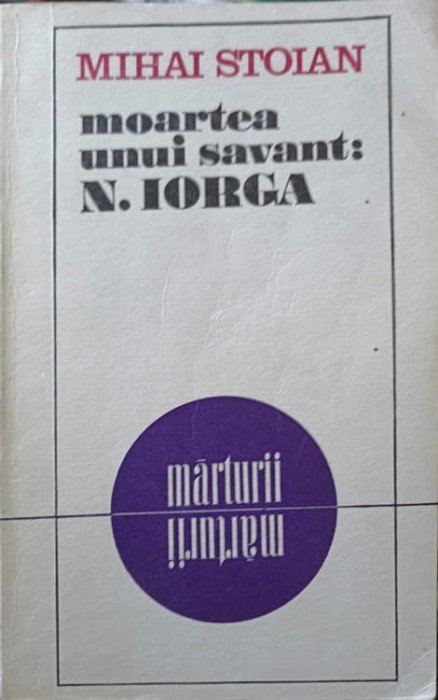 MIHAI STOIAN
moartea
unui savant:
N. IORGA
mărturii
mărturii